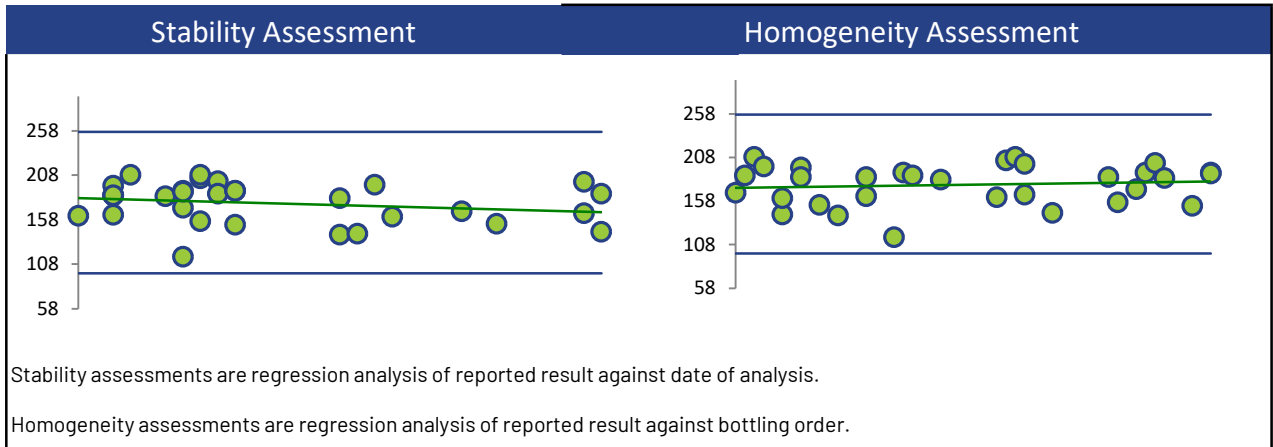 Stability Assessment
Homogeneity Assessment
258
208
158
108
58
258
208
158
108
58
Stability assessments are regression analysis of reported result against date of analysis.
Homogeneity assessments are regression analysis of reported result against bottling order.